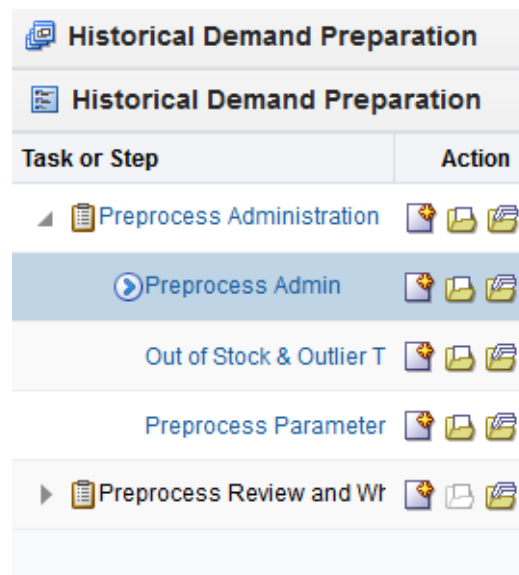 Historical Demand Preparation
Historical Demand Preparation
Task or Step Action
Preprocess Administration
Preprocess Admin
Out of Stock & Outlier T
Preprocess Parameter
Preprocess Review and Wh